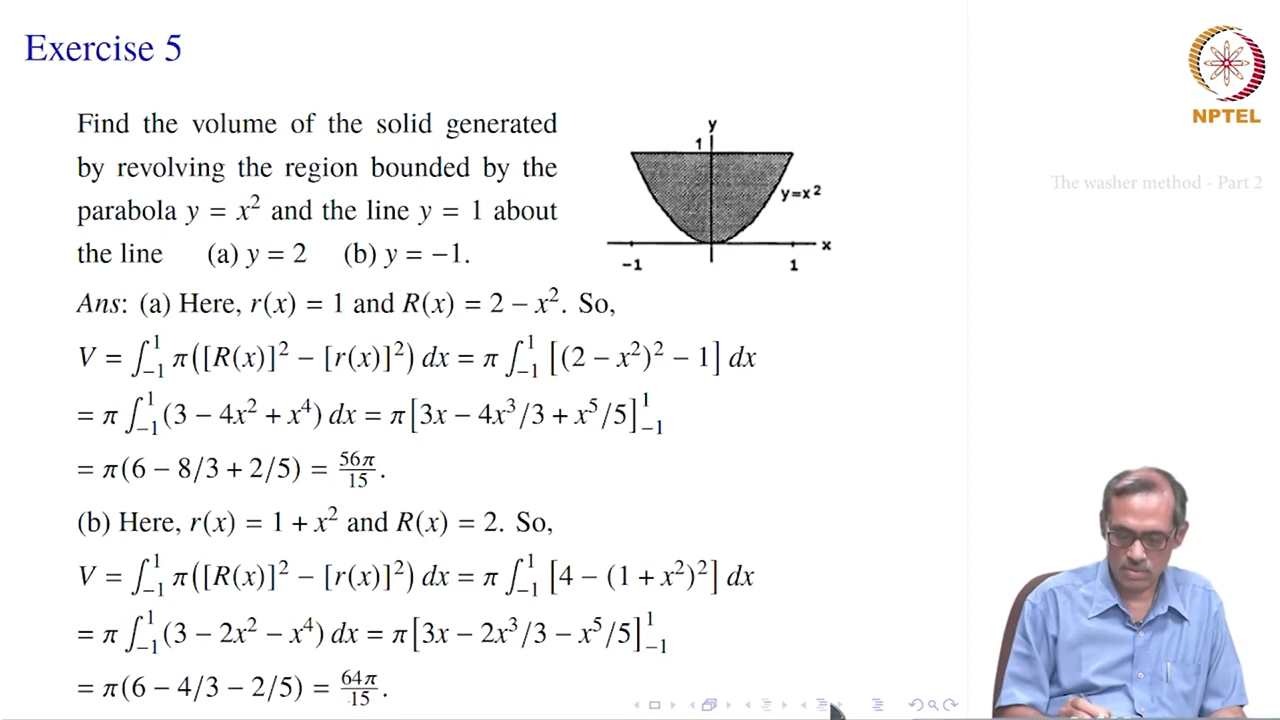 Exercise 5
NPTEL
The washer method - Part 2
Find the volume of the solid generated
by revolving the region bounded by the
parabola y = x² and the line y = 1 about
the line (a) y = 2 (b) y = −1.
y
1
y=x²
x
−1
1
Ans: (a) Here, r(x) = 1 and R(x) = 2 − x². So,
V = ∫₋₁¹ π([R(x)]² − [r(x)]²) dx = π ∫₋₁¹ [(2 − x²)² − 1] dx
= π ∫₋₁¹ (3 − 4x² + x⁴) dx = π[3x − 4x³/3 + x⁵/5]₋₁¹
= π(6 − 8/3 + 2/5) = 56π/15.
(b) Here, r(x) = 1 + x² and R(x) = 2. So,
V = ∫₋₁¹ π([R(x)]² − [r(x)]²) dx = π ∫₋₁¹ [4 − (1 + x²)²] dx
= π ∫₋₁¹ (3 − 2x² − x⁴) dx = π[3x − 2x³/3 − x⁵/5]₋₁¹
= π(6 − 4/3 − 2/5) = 64π/15.